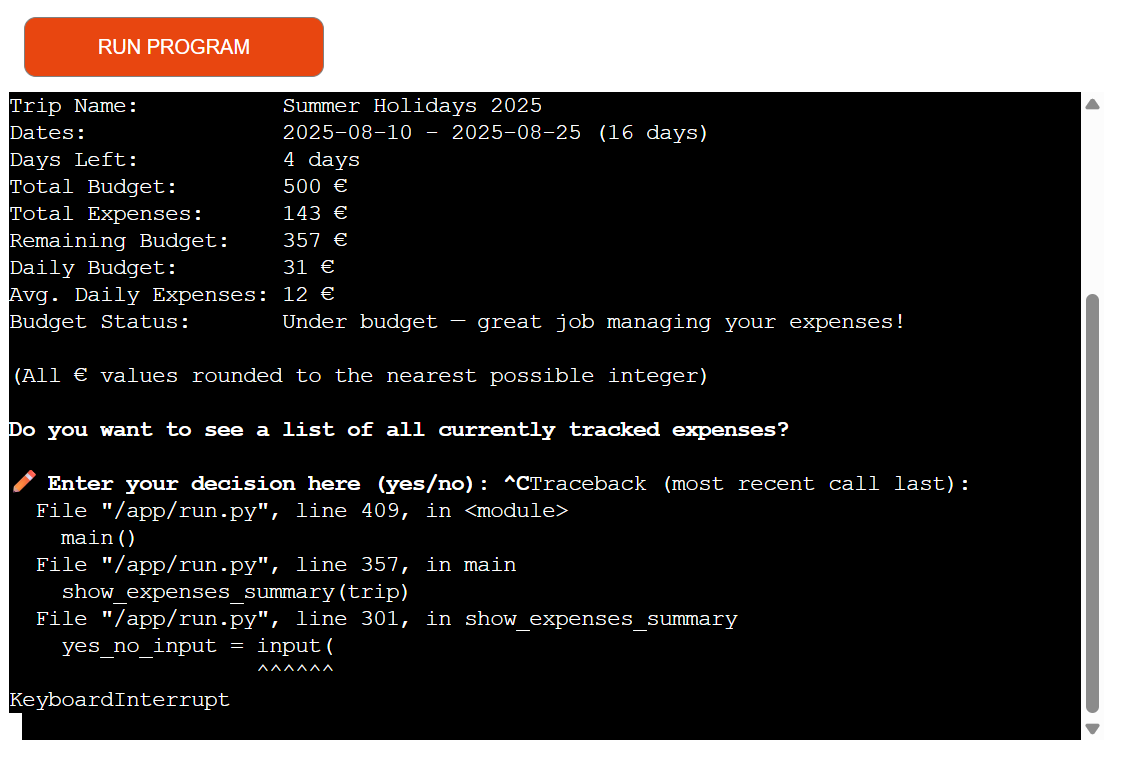 RUN PROGRAM
Trip Name:           Summer Holidays 2025
Dates:               2025-08-10 - 2025-08-25 (16 days)
Days Left:           4 days
Total Budget:        500 €
Total Expenses:      143 €
Remaining Budget:    357 €
Daily Budget:        31 €
Avg. Daily Expenses: 12 €
Budget Status:       Under budget — great job managing your expenses!
(All € values rounded to the nearest possible integer)
Do you want to see a list of all currently tracked expenses?
Enter your decision here (yes/no): ^CTraceback (most recent call last):
  File "/app/run.py", line 409, in <module>
    main()
  File "/app/run.py", line 357, in main
    show_expenses_summary(trip)
  File "/app/run.py", line 301, in show_expenses_summary
    yes_no_input = input(
                   ^^^^^^
KeyboardInterrupt